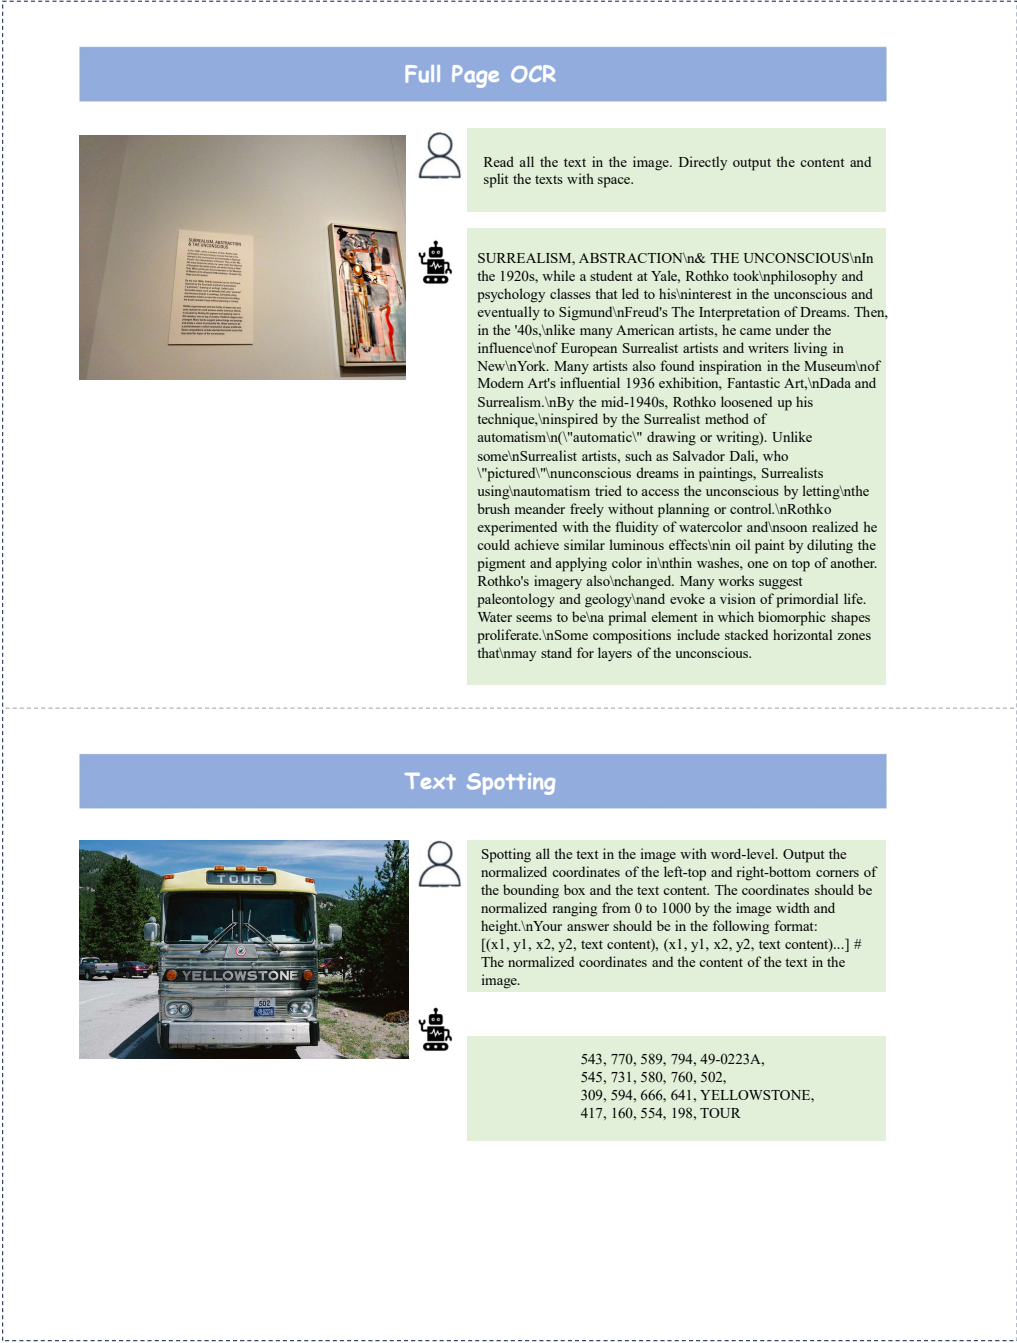 Full Page OCR
SURREALISM, ABSTRACTION
& THE UNCONSCIOUS
Read all the text in the image. Directly output the content and
split the texts with space.
SURREALISM, ABSTRACTION\n& THE UNCONSCIOUS\nIn
the 1920s, while a student at Yale, Rothko took\nphilosophy and
psychology classes that led to his\ninterest in the unconscious and
eventually to Sigmund\nFreud's The Interpretation of Dreams. Then,
in the '40s,\nlike many American artists, he came under the
influence\nof European Surrealist artists and writers living in
New\nYork. Many artists also found inspiration in the Museum\nof
Modern Art's influential 1936 exhibition, Fantastic Art,\nDada and
Surrealism.\nBy the mid-1940s, Rothko loosened up his
technique,\ninspired by the Surrealist method of
automatism\n(\"automatic\" drawing or writing). Unlike
some\nSurrealist artists, such as Salvador Dali, who
\"pictured\"\nunconscious dreams in paintings, Surrealists
using\nautomatism tried to access the unconscious by letting\nthe
brush meander freely without planning or control.\nRothko
experimented with the fluidity of watercolor and\nsoon realized he
could achieve similar luminous effects\nin oil paint by diluting the
pigment and applying color in\nthin washes, one on top of another.
Rothko's imagery also\nchanged. Many works suggest
paleontology and geology\nand evoke a vision of primordial life.
Water seems to be\na primal element in which biomorphic shapes
proliferate.\nSome compositions include stacked horizontal zones
that\nmay stand for layers of the unconscious.
Text Spotting
TOUR
YELLOWSTONE
502
Spotting all the text in the image with word-level. Output the
normalized coordinates of the left-top and right-bottom corners of
the bounding box and the text content. The coordinates should be
normalized ranging from 0 to 1000 by the image width and
height.\nYour answer should be in the following format:
[(x1, y1, x2, y2, text content), (x1, y1, x2, y2, text content)...] #
The normalized coordinates and the content of the text in the
image.
543, 770, 589, 794, 49-0223A,
545, 731, 580, 760, 502,
309, 594, 666, 641, YELLOWSTONE,
417, 160, 554, 198, TOUR